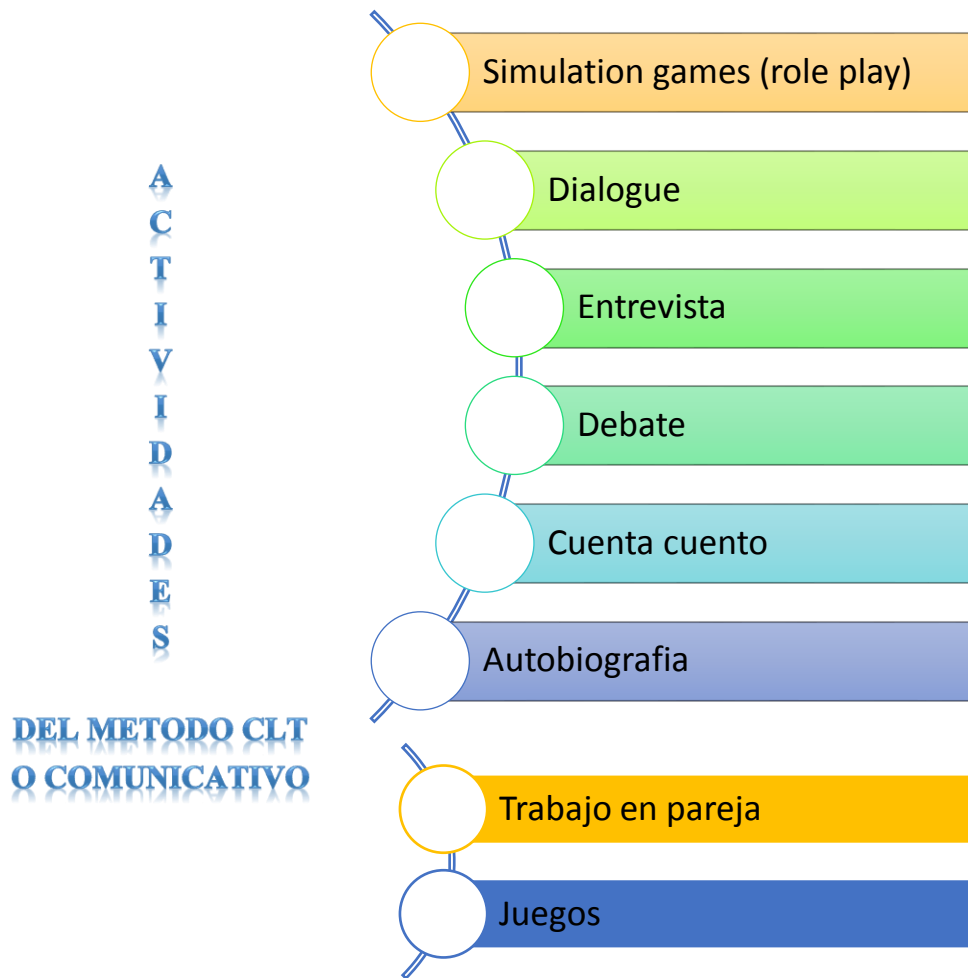 ACTIVIDADES
DEL METODO CLT
O COMUNICATIVO
Simulation games (role play)
Dialogue
Entrevista
Debate
Cuenta cuento
Autobiografia
Trabajo en pareja
Juegos